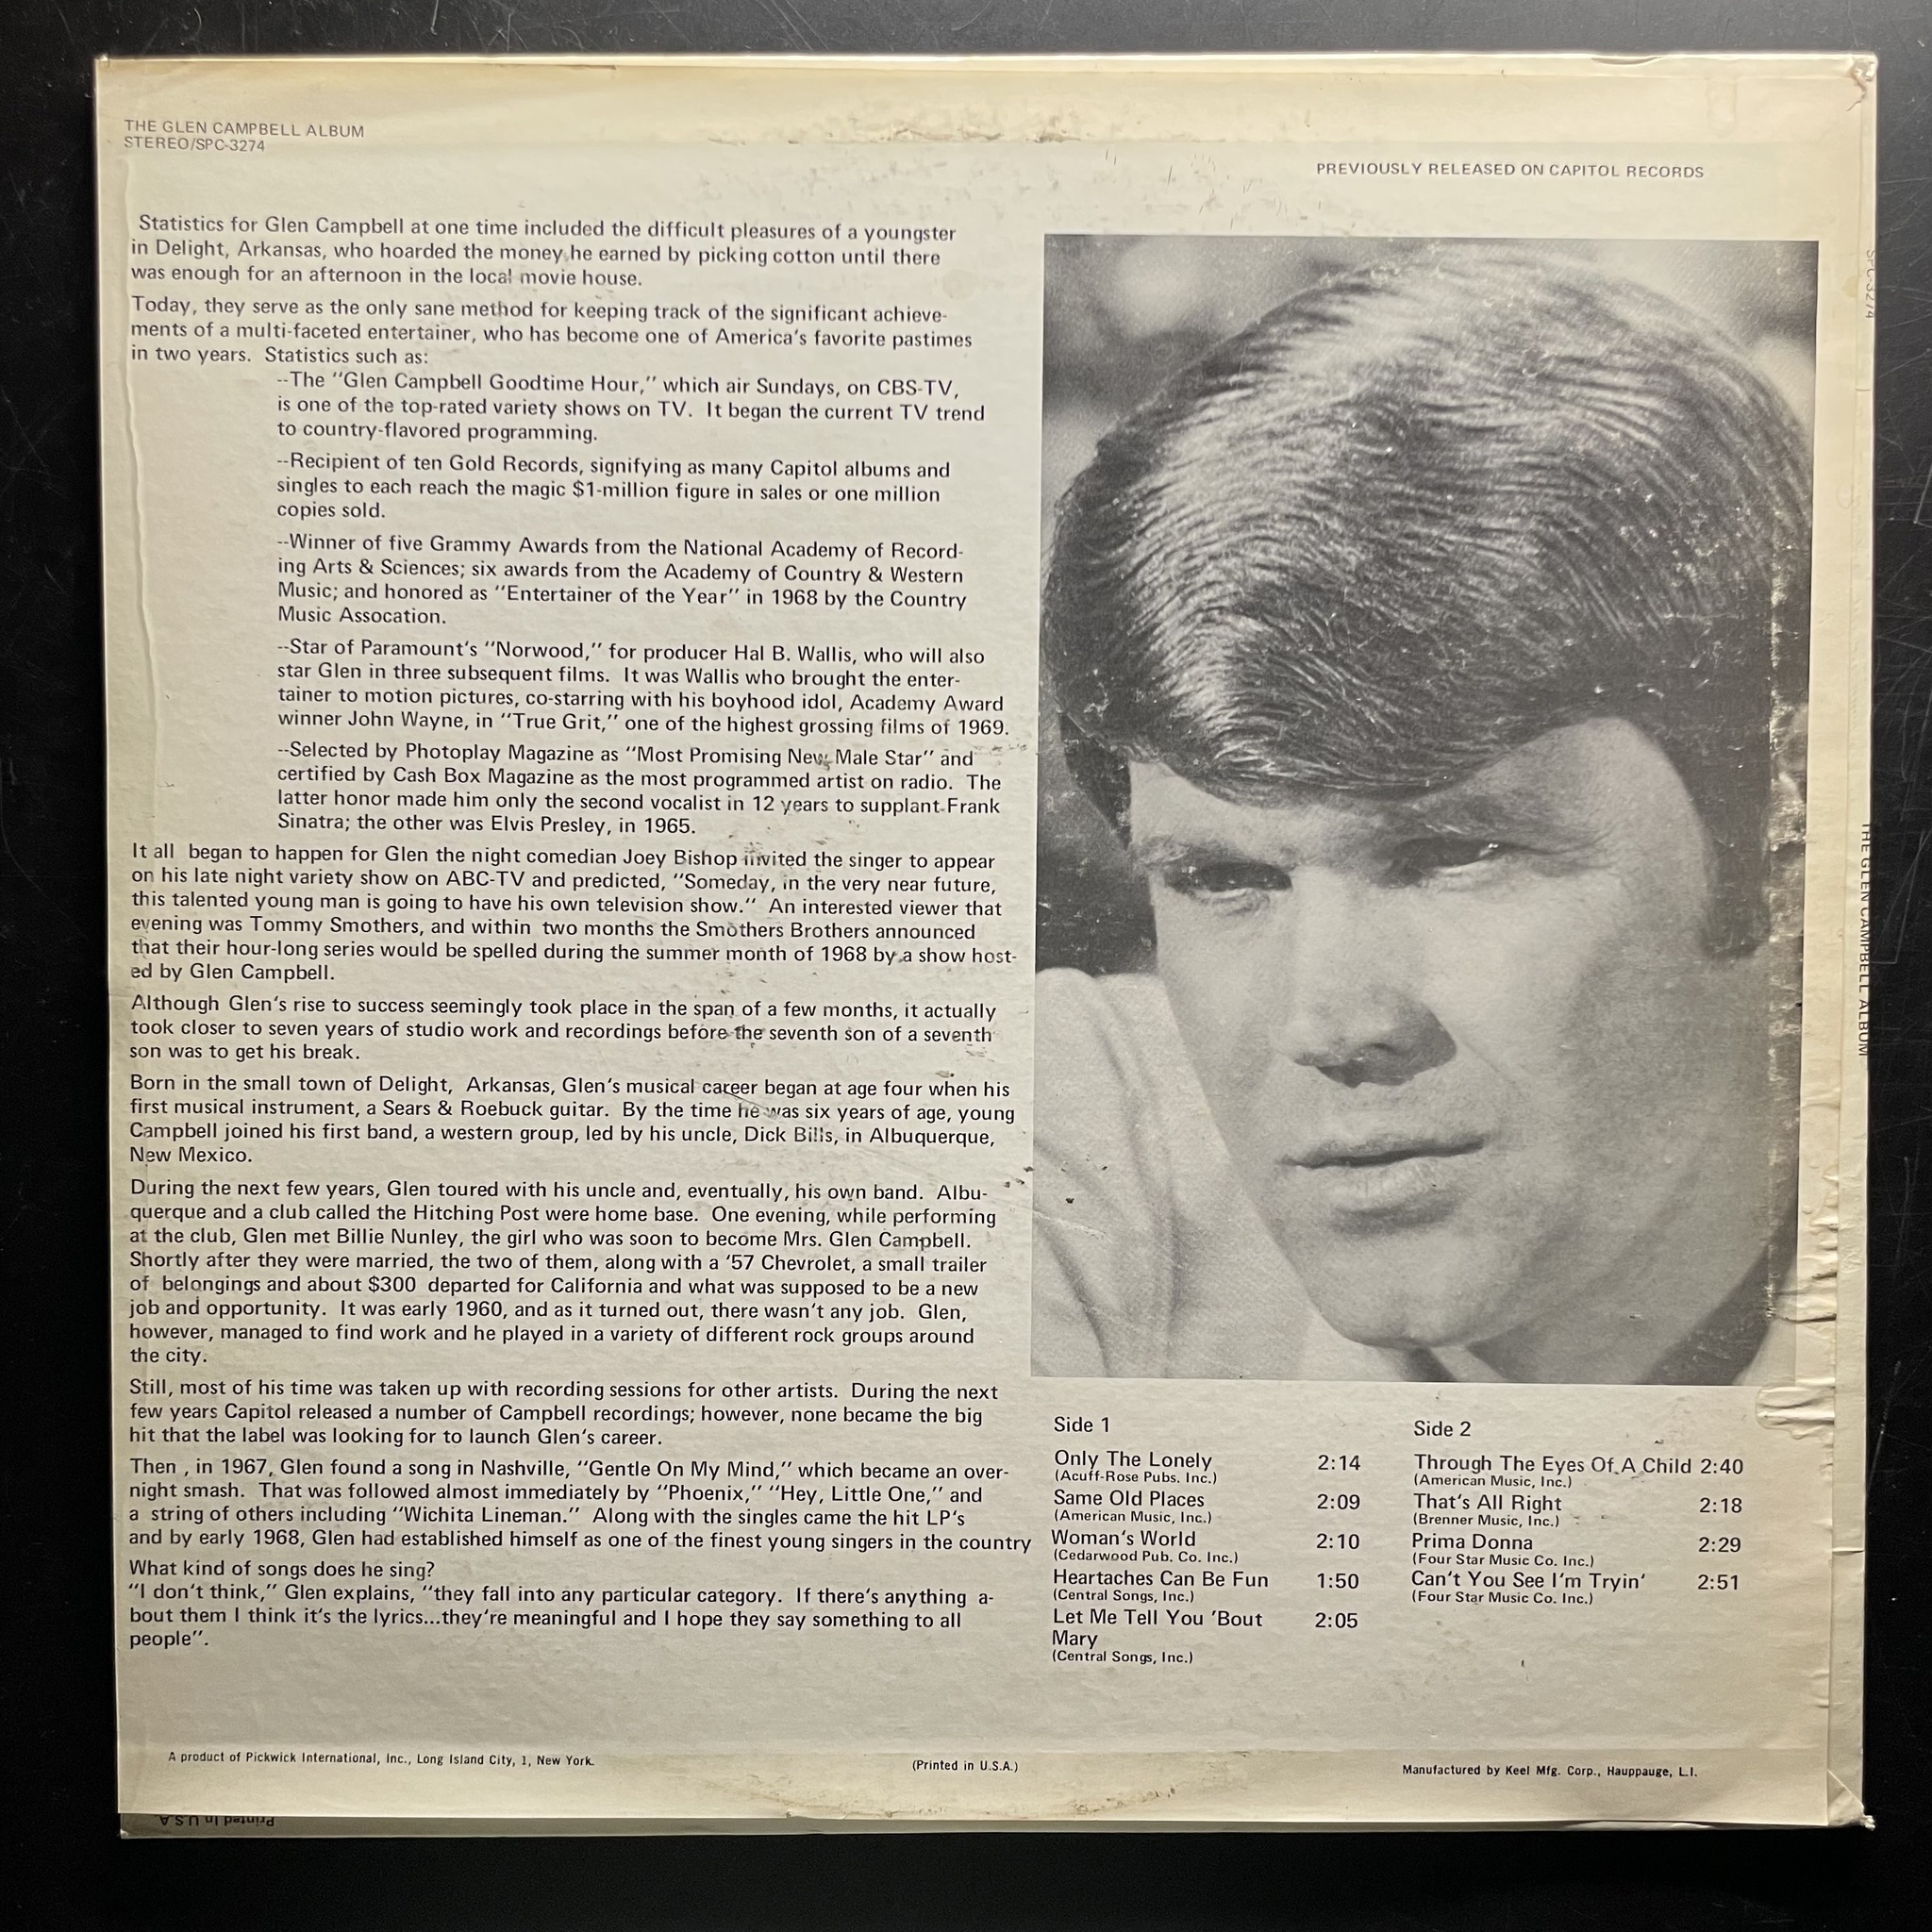 THE GLEN CAMPBELL ALBUM
STEREO/SPC-3274
PREVIOUSLY RELEASED ON CAPITOL RECORDS
Statistics for Glen Campbell at one time included the difficult pleasures of a youngster
in Delight, Arkansas, who hoarded the money he earned by picking cotton until there
was enough for an afternoon in the local movie house.
Today, they serve as the only sane method for keeping track of the significant achieve-
ments of a multi-faceted entertainer, who has become one of America's favorite pastimes
in two years. Statistics such as:
--The "Glen Campbell Goodtime Hour," which air Sundays, on CBS-TV,
is one of the top-rated variety shows on TV. It began the current TV trend
to country-flavored programming.
--Recipient of ten Gold Records, signifying as many Capitol albums and
singles to each reach the magic $1-million figure in sales or one million
copies sold.
--Winner of five Grammy Awards from the National Academy of Record-
ing Arts & Sciences; six awards from the Academy of Country & Western
Music; and honored as "Entertainer of the Year" in 1968 by the Country
Music Assocation.
--Star of Paramount's "Norwood," for producer Hal B. Wallis, who will also
star Glen in three subsequent films. It was Wallis who brought the enter-
tainer to motion pictures, co-starring with his boyhood idol, Academy Award
winner John Wayne, in "True Grit," one of the highest grossing films of 1969.
--Selected by Photoplay Magazine as "Most Promising New Male Star" and
certified by Cash Box Magazine as the most programmed artist on radio. The
latter honor made him only the second vocalist in 12 years to supplant Frank
Sinatra; the other was Elvis Presley, in 1965.
It all began to happen for Glen the night comedian Joey Bishop invited the singer to appear
on his late night variety show on ABC-TV and predicted, "Someday, in the very near future,
this talented young man is going to have his own television show." An interested viewer that
evening was Tommy Smothers, and within two months the Smothers Brothers announced
that their hour-long series would be spelled during the summer month of 1968 by a show host-
ed by Glen Campbell.
Although Glen's rise to success seemingly took place in the span of a few months, it actually
took closer to seven years of studio work and recordings before the seventh son of a seventh
son was to get his break.
Born in the small town of Delight, Arkansas, Glen's musical career began at age four when his
first musical instrument, a Sears & Roebuck guitar. By the time he was six years of age, young
Campbell joined his first band, a western group, led by his uncle, Dick Bills, in Albuquerque,
New Mexico.
During the next few years, Glen toured with his uncle and, eventually, his own band. Albu-
querque and a club called the Hitching Post were home base. One evening, while performing
at the club, Glen met Billie Nunley, the girl who was soon to become Mrs. Glen Campbell.
Shortly after they were married, the two of them, along with a '57 Chevrolet, a small trailer
of belongings and about $300 departed for California and what was supposed to be a new
job and opportunity. It was early 1960, and as it turned out, there wasn't any job. Glen,
however, managed to find work and he played in a variety of different rock groups around
the city.
Still, most of his time was taken up with recording sessions for other artists. During the next
few years Capitol released a number of Campbell recordings; however, none became the big
hit that the label was looking for to launch Glen's career.
Then , in 1967, Glen found a song in Nashville, "Gentle On My Mind," which became an over-
night smash. That was followed almost immediately by "Phoenix," "Hey, Little One," and
a string of others including "Wichita Lineman." Along with the singles came the hit LP's
and by early 1968, Glen had established himself as one of the finest young singers in the country
What kind of songs does he sing?
"I don't think," Glen explains, "they fall into any particular category. If there's anything a-
bout them I think it's the lyrics...they're meaningful and I hope they say something to all
people".
Side 1
Only The Lonely 2:14
(Acuff-Rose Pubs. Inc.)
Same Old Places 2:09
(American Music, Inc.)
Woman's World 2:10
(Cedarwood Pub. Co. Inc.)
Heartaches Can Be Fun 1:50
(Central Songs, Inc.)
Let Me Tell You 'Bout 2:05
Mary
(Central Songs, Inc.)
Side 2
Through The Eyes Of A Child 2:40
(American Music, Inc.)
That's All Right 2:18
(Brenner Music, Inc.)
Prima Donna 2:29
(Four Star Music Co. Inc.)
Can't You See I'm Tryin' 2:51
(Four Star Music Co. Inc.)
A product of Pickwick International, Inc., Long Island City, 1, New York.
(Printed in U.S.A.)
Manufactured by Keel Mfg. Corp., Hauppauge, L.I.
Printed In U.S.A
SPC-3274
THE GLEN CAMPBELL ALBUM